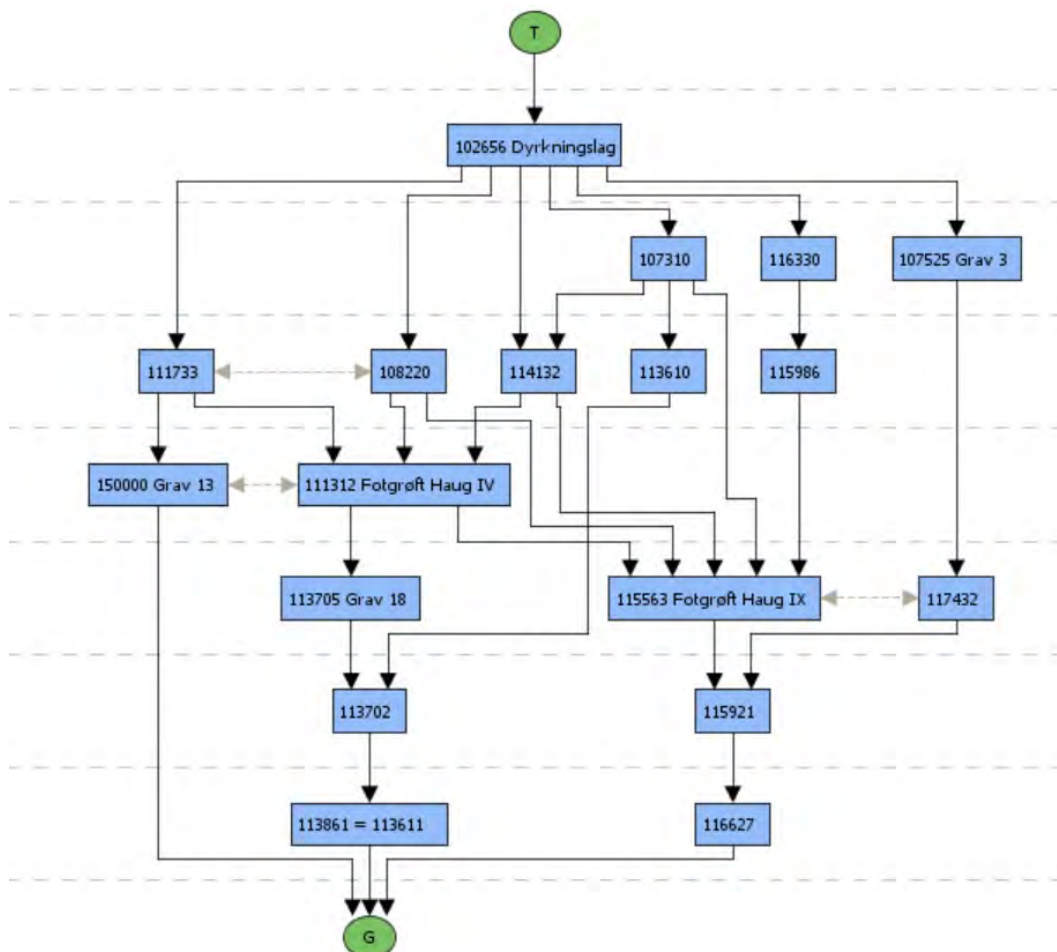 T
102656 Dyrkningslag
107310
116330
107525 Grav 3
111733
108220
114132
113610
115986
150000 Grav 13
111312 Fotgrøft Haug IV
113705 Grav 18
115563 Fotgrøft Haug IX
117432
113702
115921
113861 = 113611
116627
G